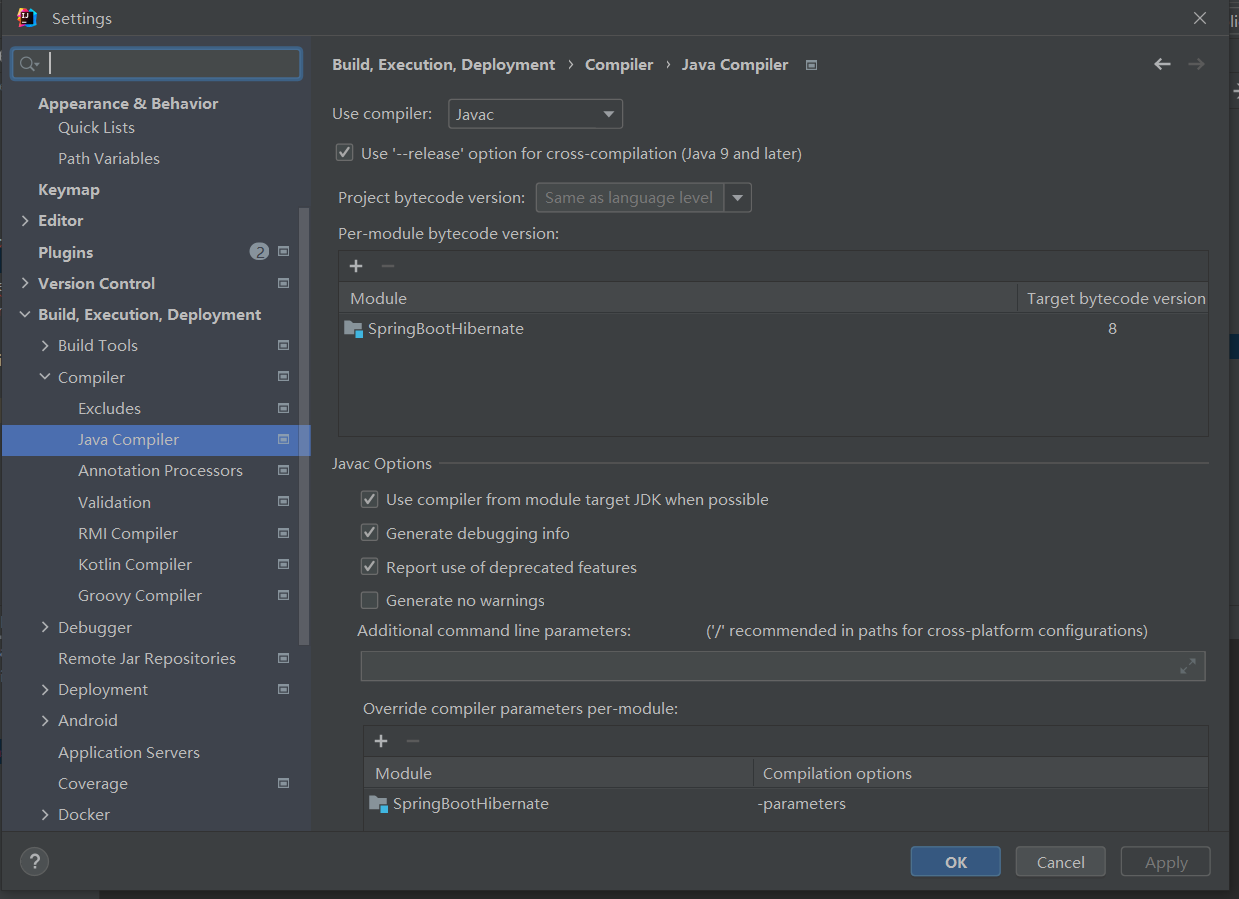 Settings
Appearance & Behavior
Quick Lists
Path Variables
Keymap
Editor
Plugins 2
Version Control
Build, Execution, Deployment
Build Tools
Compiler
Excludes
Java Compiler
Annotation Processors
Validation
RMI Compiler
Kotlin Compiler
Groovy Compiler
Debugger
Remote Jar Repositories
Deployment
Android
Application Servers
Coverage
Docker
Build, Execution, Deployment › Compiler › Java Compiler
Use compiler: Javac
Use '--release' option for cross-compilation (Java 9 and later)
Project bytecode version: Same as language level
Per-module bytecode version:
Module Target bytecode version
SpringBootHibernate 8
Javac Options
Use compiler from module target JDK when possible
Generate debugging info
Report use of deprecated features
Generate no warnings
Additional command line parameters: ('/' recommended in paths for cross-platform configurations)
Override compiler parameters per-module:
Module Compilation options
SpringBootHibernate -parameters
? OK Cancel Apply